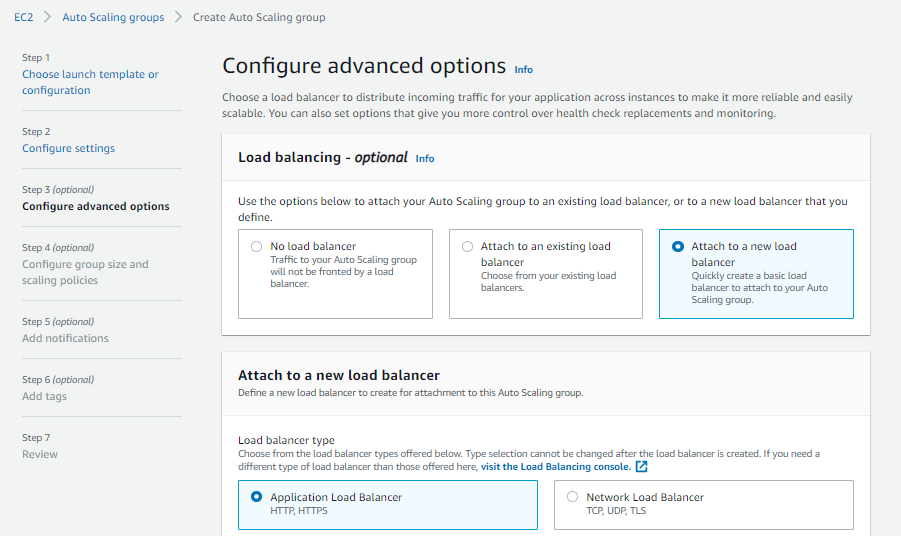 EC2 > Auto Scaling groups > Create Auto Scaling group
Step 1
Choose launch template or
configuration
Step 2
Configure settings
Step 3 (optional)
Configure advanced options
Step 4 (optional)
Configure group size and
scaling policies
Step 5 (optional)
Add notifications
Step 6 (optional)
Add tags
Step 7
Review
Configure advanced options Info
Choose a load balancer to distribute incoming traffic for your application across instances to make it more reliable and easily
scalable. You can also set options that give you more control over health check replacements and monitoring.
Load balancing - optional Info
Use the options below to attach your Auto Scaling group to an existing load balancer, or to a new load balancer that you
define.
No load balancer
Traffic to your Auto Scaling group
will not be fronted by a load
balancer.
Attach to an existing load
balancer
Choose from your existing load
balancers.
Attach to a new load
balancer
Quickly create a basic load
balancer to attach to your Auto
Scaling group.
Attach to a new load balancer
Define a new load balancer to create for attachment to this Auto Scaling group.
Load balancer type
Choose from the load balancer types offered below. Type selection cannot be changed after the load balancer is created. If you need a
different type of load balancer than those offered here, visit the Load Balancing console.
Application Load Balancer
HTTP, HTTPS
Network Load Balancer
TCP, UDP, TLS